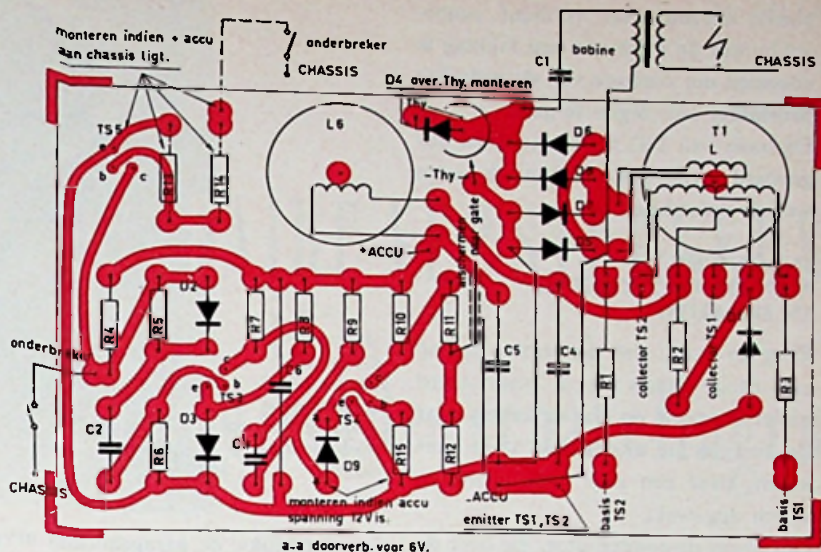 monteren indien + accu
aan chassis ligt.
onderbreker
CHASSIS
C1
bobine
CHASSIS
D4 over. Thy. manteren
Thy
TS5
e
b
c
R13
R14
L6
-Thy
D6
T1
L
+ACCU
gate
D2
R4
R5
R7
R8
R9
R10
R11
C5
C4
R1
collector TS2
R2
collector TS1
R3
onderbreker
c
b
e
TS3
C6
C2
D3
e
c
a
TS4
R6
D9
R15
R12
CHASSIS
monteren indien accu
spanning 12V is.
-ACCU
emitter TS1, TS2
basis
TS2
basis
TS1
a-a doorverb. voor 6V.